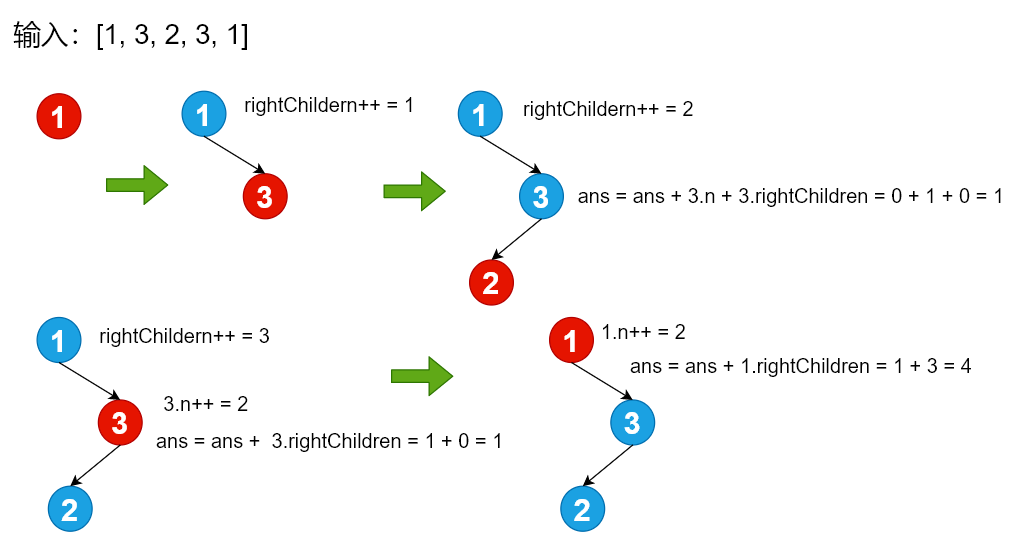 输入：[1, 3, 2, 3, 1]
1
1
rightChildern++ = 1
3
1
rightChildern++ = 2
3
ans = ans + 3.n + 3.rightChildren = 0 + 1 + 0 = 1
2
1
rightChildern++ = 3
3.n++ = 2
3
ans = ans + 3.rightChildren = 1 + 0 = 1
2
1
1.n++ = 2
ans = ans + 1.rightChildren = 1 + 3 = 4
3
2